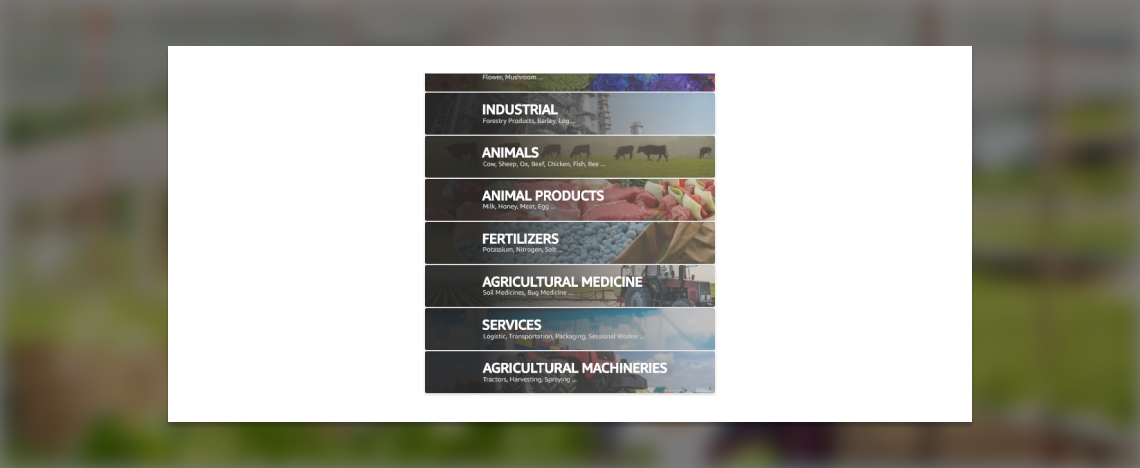 Flower, Mushroom ...
INDUSTRIAL
Forestry Products, Barley, Log ...
ANIMALS
Cow, Sheep, Ox, Beef, Chicken, Fish, Bee ...
ANIMAL PRODUCTS
Milk, Honey, Meat, Egg ...
FERTILIZERS
Potassium, Nitrogen, Salt ...
AGRICULTURAL MEDICINE
Soil Medicines, Bug Medicine ...
SERVICES
Logistic, Transportation, Packaging, Sessional Worker ...
AGRICULTURAL MACHINERIES
Tractors, Harvesting, Spraying ...